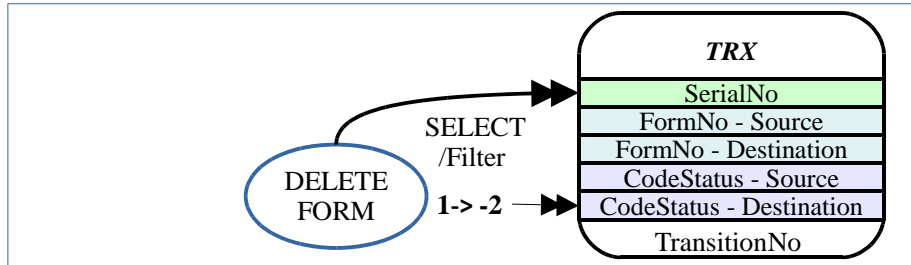 TRX
SerialNo
FormNo - Source
FormNo - Destination
CodeStatus - Source
CodeStatus - Destination
TransitionNo
SELECT
/Filter
DELETE
FORM
1-> -2